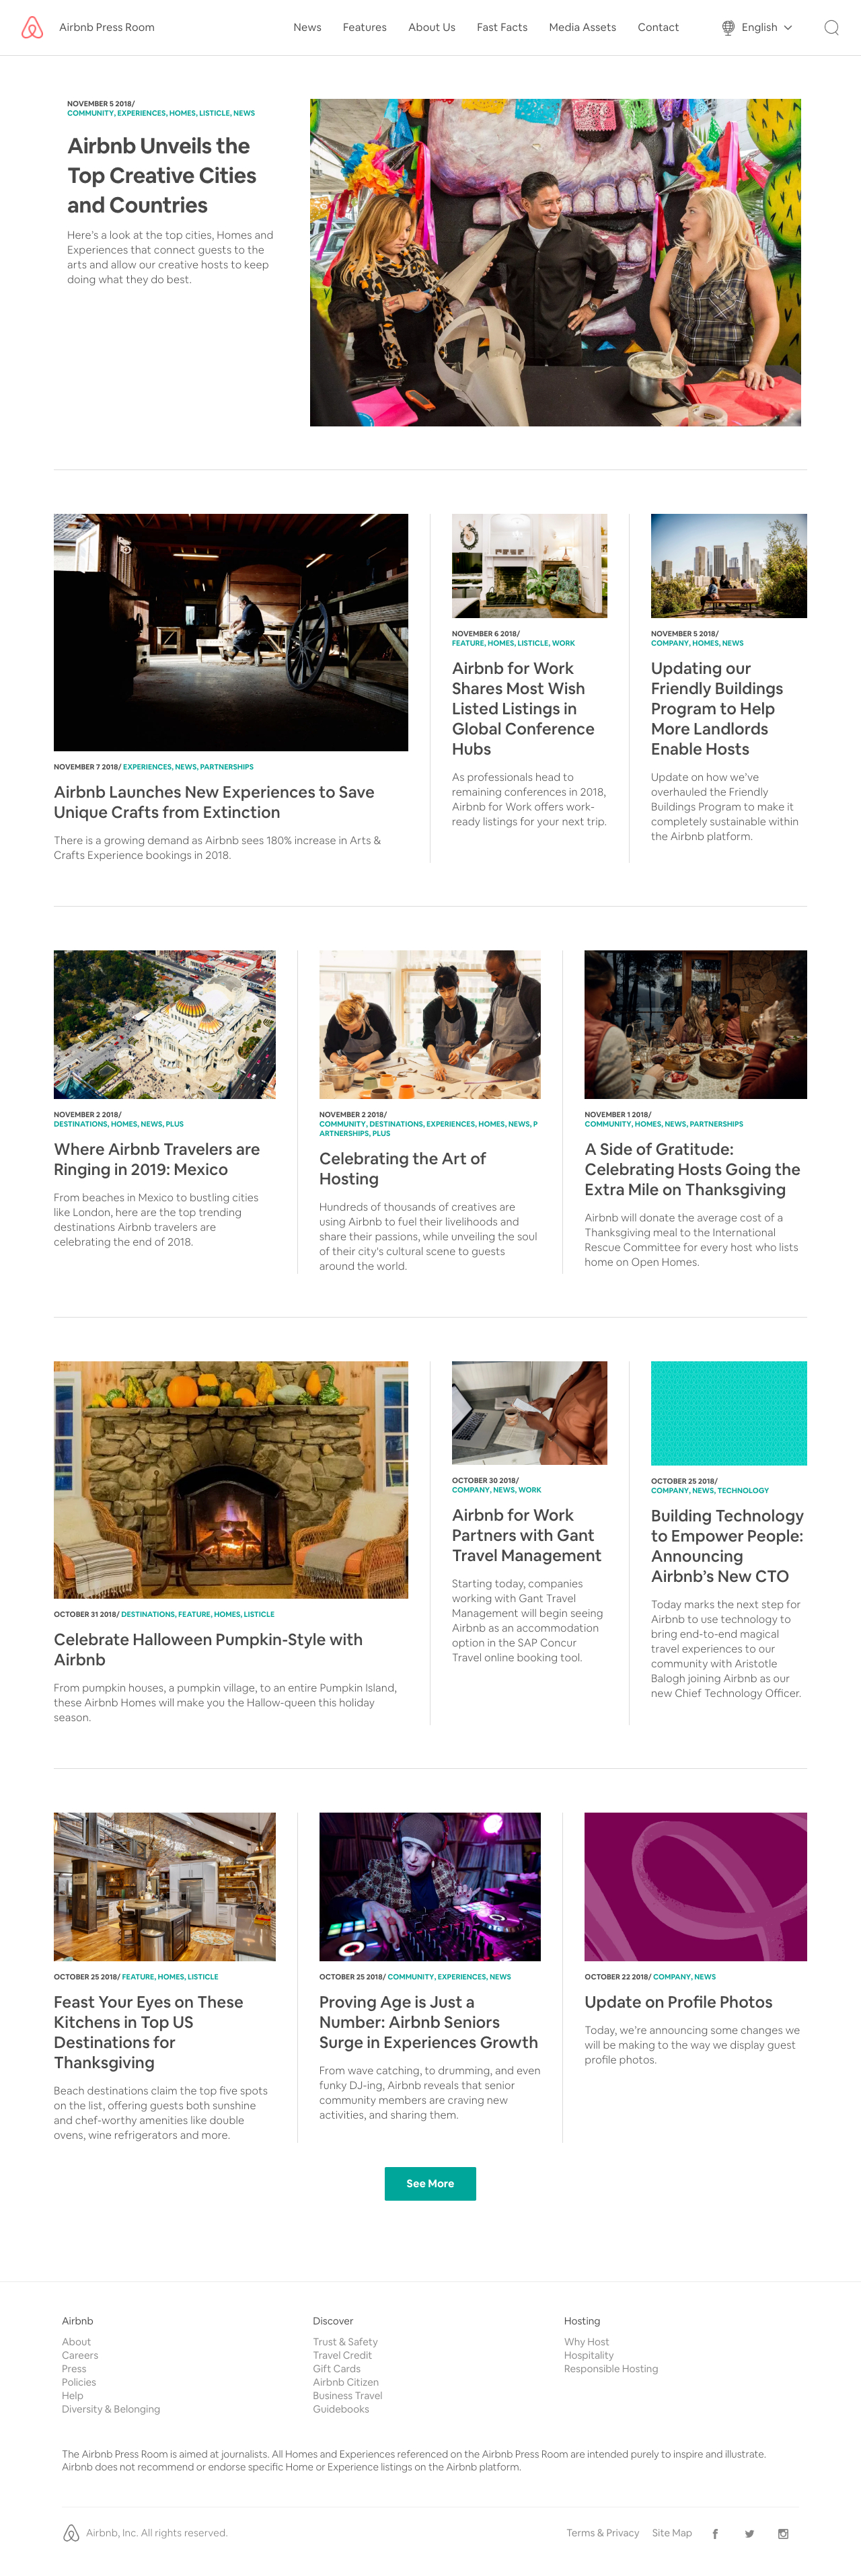 Airbnb Press Room
News Features About Us Fast Facts Media Assets Contact English
NOVEMBER 5 2018/
COMMUNITY, EXPERIENCES, HOMES, LISTICLE, NEWS
Airbnb Unveils the
Top Creative Cities
and Countries
Here's a look at the top cities, Homes and
Experiences that connect guests to the
arts and allow our creative hosts to keep
doing what they do best.
NOVEMBER 7 2018/ EXPERIENCES, NEWS, PARTNERSHIPS
Airbnb Launches New Experiences to Save
Unique Crafts from Extinction
There is a growing demand as Airbnb sees 180% increase in Arts &
Crafts Experience bookings in 2018.
NOVEMBER 6 2018/
FEATURE, HOMES, LISTICLE, WORK
Airbnb for Work
Shares Most Wish
Listed Listings in
Global Conference
Hubs
As professionals head to
remaining conferences in 2018,
Airbnb for Work offers work-
ready listings for your next trip.
NOVEMBER 5 2018/
COMPANY, HOMES, NEWS
Updating our
Friendly Buildings
Program to Help
More Landlords
Enable Hosts
Update on how we've
overhauled the Friendly
Buildings Program to make it
completely sustainable within
the Airbnb platform.
NOVEMBER 2 2018/
DESTINATIONS, HOMES, NEWS, PLUS
Where Airbnb Travelers are
Ringing in 2019: Mexico
From beaches in Mexico to bustling cities
like London, here are the top trending
destinations Airbnb travelers are
celebrating the end of 2018.
NOVEMBER 2 2018/
COMMUNITY, DESTINATIONS, EXPERIENCES, HOMES, NEWS, P
ARTNERSHIPS, PLUS
Celebrating the Art of
Hosting
Hundreds of thousands of creatives are
using Airbnb to fuel their livelihoods and
share their passions, while unveiling the soul
of their city's cultural scene to guests
around the world.
NOVEMBER 1 2018/
COMMUNITY, HOMES, NEWS, PARTNERSHIPS
A Side of Gratitude:
Celebrating Hosts Going the
Extra Mile on Thanksgiving
Airbnb will donate the average cost of a
Thanksgiving meal to the International
Rescue Committee for every host who lists
home on Open Homes.
OCTOBER 31 2018/ DESTINATIONS, FEATURE, HOMES, LISTICLE
Celebrate Halloween Pumpkin-Style with
Airbnb
From pumpkin houses, a pumpkin village, to an entire Pumpkin Island,
these Airbnb Homes will make you the Hallow-queen this holiday
season.
OCTOBER 30 2018/
COMPANY, NEWS, WORK
Airbnb for Work
Partners with Gant
Travel Management
Starting today, companies
working with Gant Travel
Management will begin seeing
Airbnb as an accommodation
option in the SAP Concur
Travel online booking tool.
OCTOBER 25 2018/
COMPANY, NEWS, TECHNOLOGY
Building Technology
to Empower People:
Announcing
Airbnb's New CTO
Today marks the next step for
Airbnb to use technology to
bring end-to-end magical
travel experiences to our
community with Aristotle
Balogh joining Airbnb as our
new Chief Technology Officer.
OCTOBER 25 2018/ FEATURE, HOMES, LISTICLE
Feast Your Eyes on These
Kitchens in Top US
Destinations for
Thanksgiving
Beach destinations claim the top five spots
on the list, offering guests both sunshine
and chef-worthy amenities like double
ovens, wine refrigerators and more.
OCTOBER 25 2018/ COMMUNITY, EXPERIENCES, NEWS
Proving Age is Just a
Number: Airbnb Seniors
Surge in Experiences Growth
From wave catching, to drumming, and even
funky DJ-ing, Airbnb reveals that senior
community members are craving new
activities, and sharing them.
OCTOBER 22 2018/ COMPANY, NEWS
Update on Profile Photos
Today, we're announcing some changes we
will be making to the way we display guest
profile photos.
See More
Airbnb
About
Careers
Press
Policies
Help
Diversity & Belonging
Discover
Trust & Safety
Travel Credit
Gift Cards
Airbnb Citizen
Business Travel
Guidebooks
Hosting
Why Host
Hospitality
Responsible Hosting
The Airbnb Press Room is aimed at journalists. All Homes and Experiences referenced on the Airbnb Press Room are intended purely to inspire and illustrate.
Airbnb does not recommend or endorse specific Home or Experience listings on the Airbnb platform.
Airbnb, Inc. All rights reserved.
Terms & Privacy Site Map